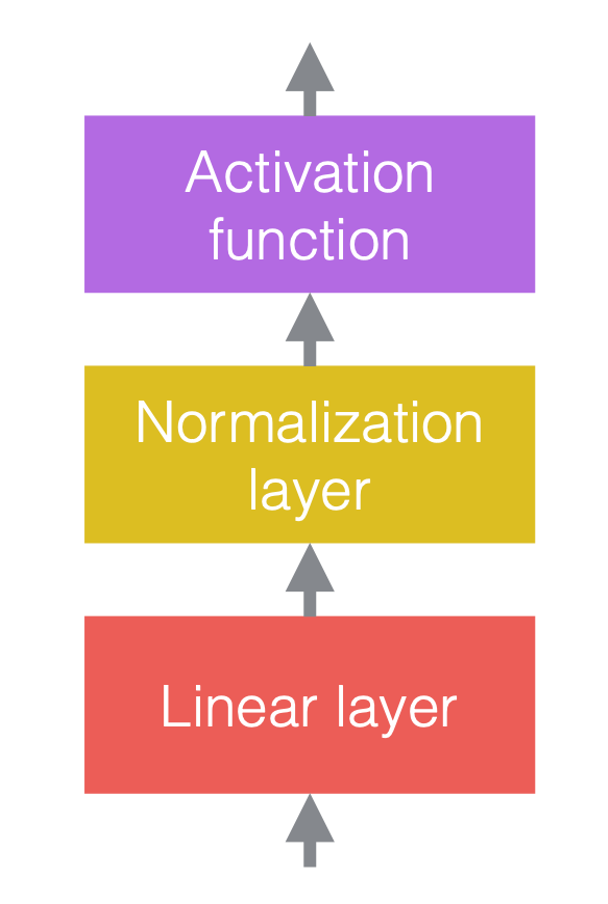 Activation
function
Normalization
layer
Linear layer